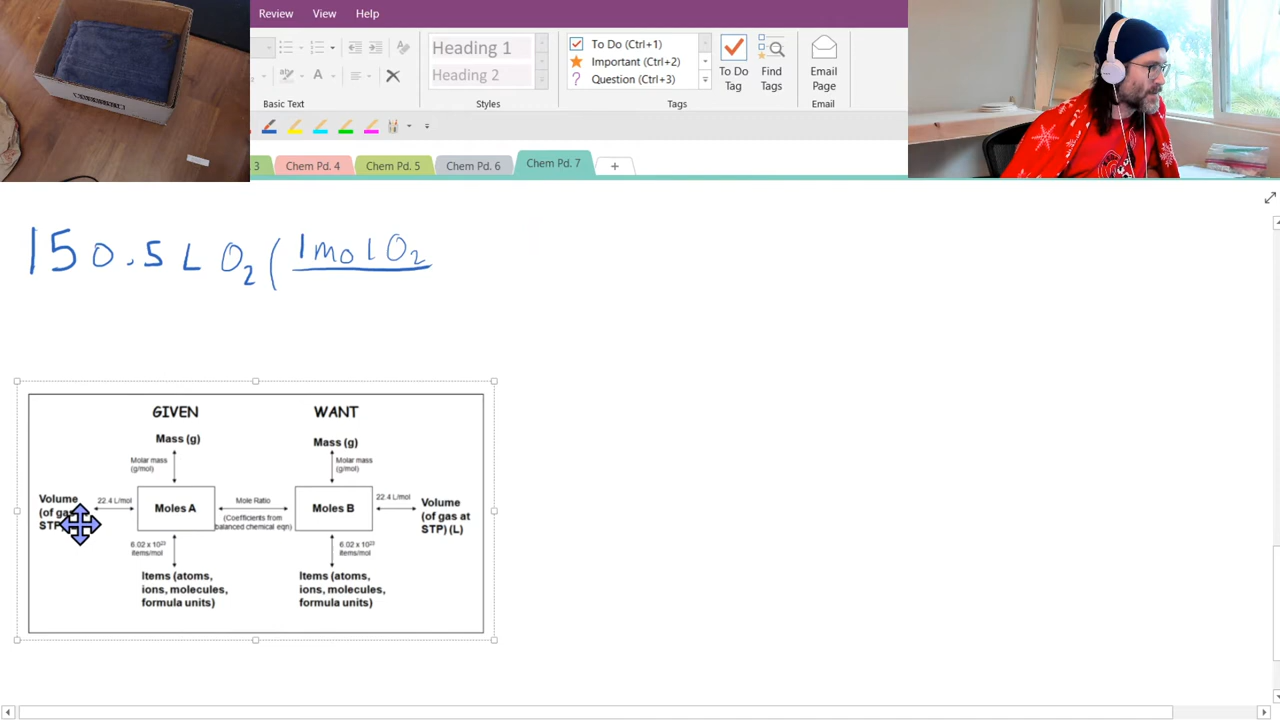 Review View Help
Heading 1
Heading 2
To Do (Ctrl+1)
Important (Ctrl+2)
Question (Ctrl+3)
To Do Tag
Find Tags
Email Page
Basic Text
Styles
Tags
Email
3 Chem Pd. 4 Chem Pd. 5 Chem Pd. 6 Chem Pd. 7 +
150.5 L O₂ ( 1 mol O₂
GIVEN WANT
Mass (g) Mass (g)
Molar mass (g/mol) Molar mass (g/mol)
Volume (of gas STP)
22.4 L/mol
Moles A
Mole Ratio
(Coefficients from balanced chemical eqn)
Moles B
22.4 L/mol
Volume (of gas at STP) (L)
6.02 x 10²³ items/mol 6.02 x 10²³ items/mol
Items (atoms, ions, molecules, formula units)
Items (atoms, ions, molecules, formula units)